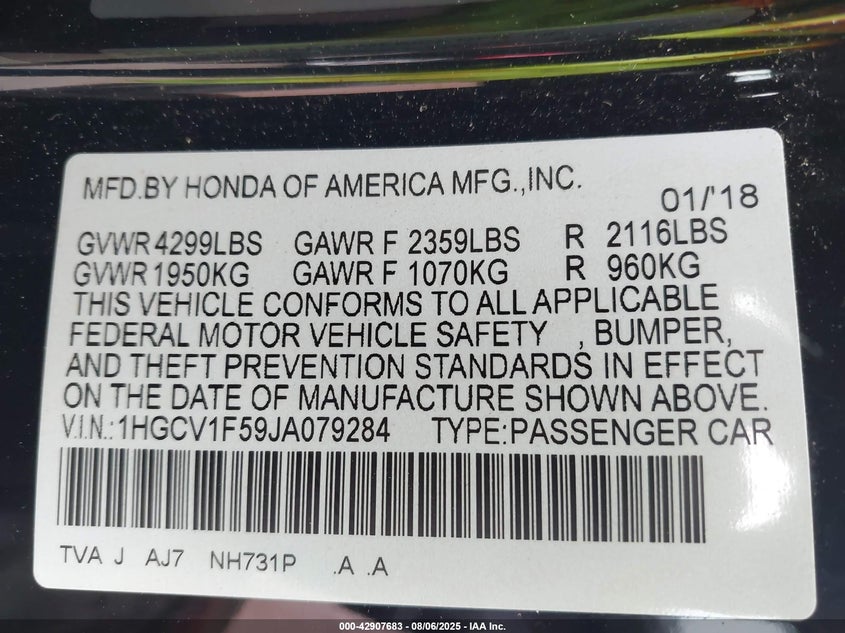 MFD.BY HONDA OF AMERICA MFG.,INC. 01/'18
GVWR 4299LBS GAWR F 2359LBS R 2116LBS
GVWR 1950KG GAWR F 1070KG R 960KG
THIS VEHICLE CONFORMS TO ALL APPLICABLE
FEDERAL MOTOR VEHICLE SAFETY , BUMPER,
AND THEFT PREVENTION STANDARDS IN EFFECT
ON THE DATE OF MANUFACTURE SHOWN ABOVE.
V.I.N.:1HGCV1F59JA079284 TYPE:PASSENGER CAR
TVA J AJ7 NH731P .A .A
000-42907683 - 08/06/2025 - IAA Inc.